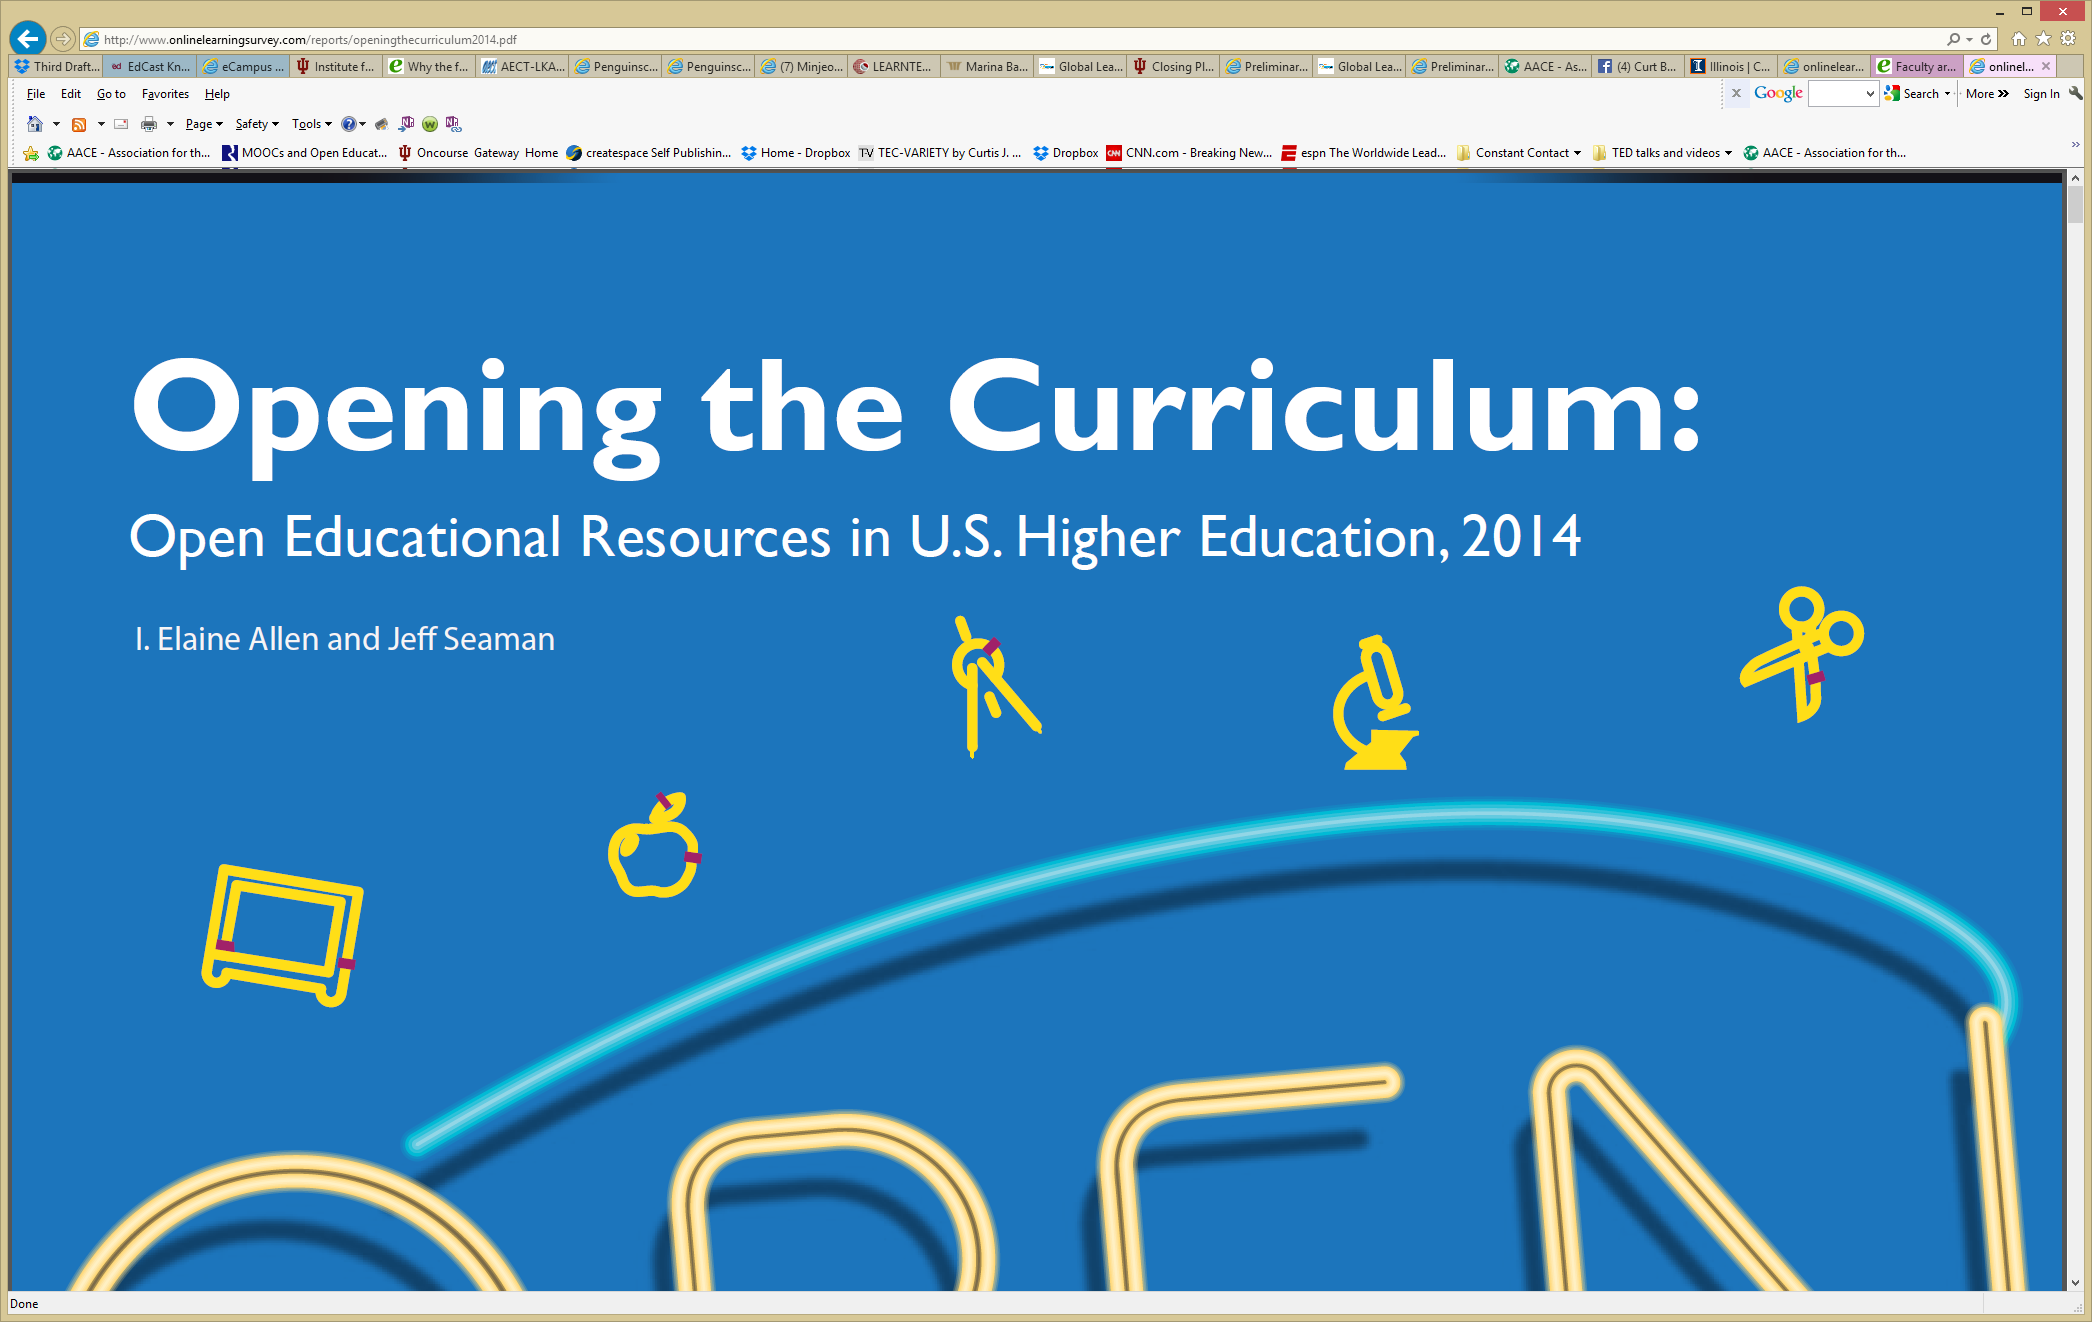 http://www.onlinelearningsurvey.com/reports/openingthecurriculum2014.pdf
Third Draft... EdCast Kn... eCampus ... Institute f... Why the f... AECT-LKA... Penguinsc... Penguinsc... (7) Minjeo... LEARNTE... Marina Ba... Global Lea... Closing Pl... Preliminar... Global Lea... Preliminar... AACE - As... (4) Curt B... Illinois | C... onlinelear... Faculty ar... onlinel...
File Edit Go to Favorites Help x Google Search More » Sign In
Page Safety Tools
AACE - Association for th... MOOCs and Open Educat... Oncourse Gateway Home createspace Self Publishin... Home - Dropbox TV TEC-VARIETY by Curtis J. ... Dropbox CNN CNN.com - Breaking New... espn The Worldwide Lead... Constant Contact TED talks and videos AACE - Association for th... »
Opening the Curriculum:
Open Educational Resources in U.S. Higher Education, 2014
I. Elaine Allen and Jeff Seaman
OPEN
Done